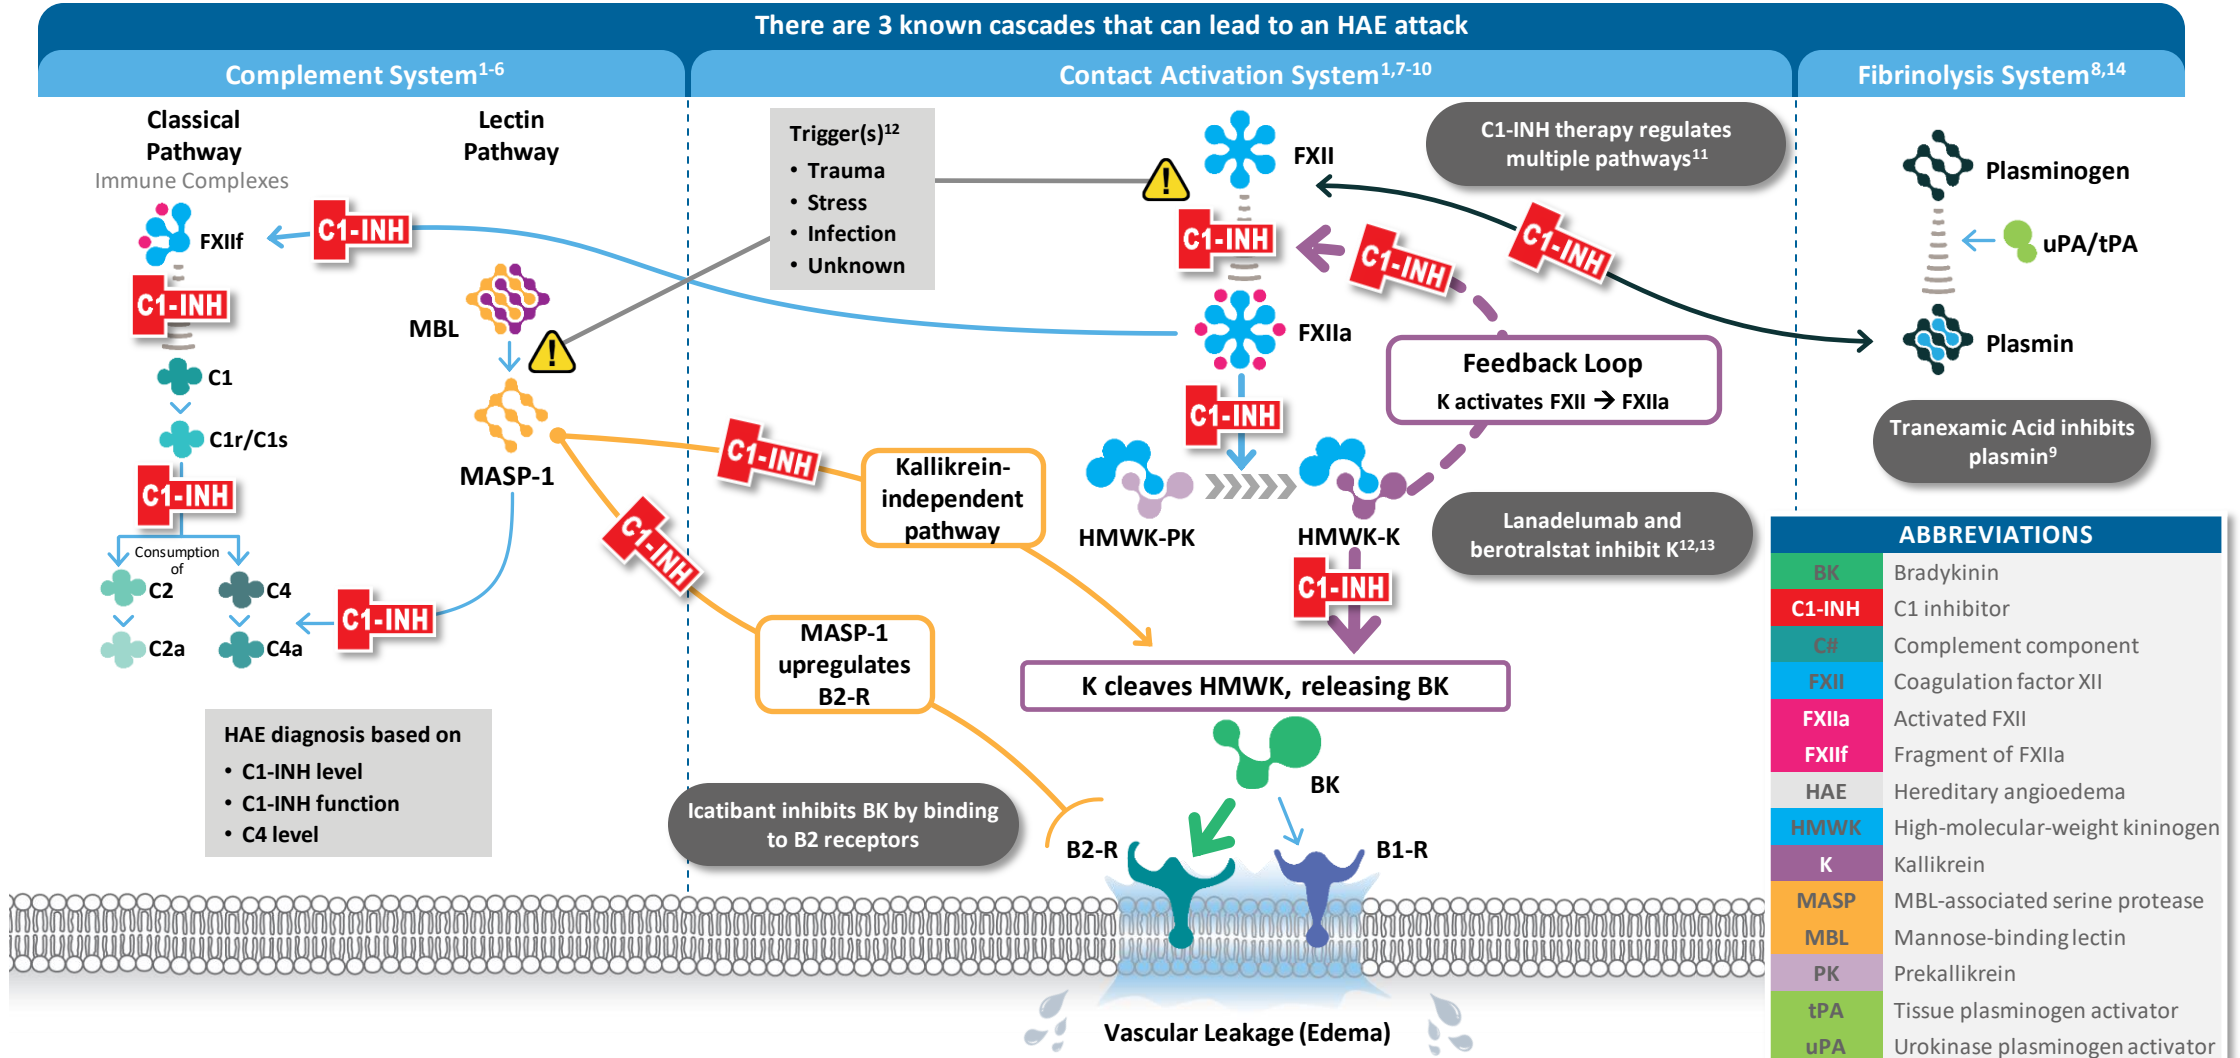 There are 3 known cascades that can lead to an HAE attack
Complement System1-6
Contact Activation System1,7-10
Fibrinolysis System8,14
Classical
Pathway
Immune Complexes
Lectin
Pathway
FXIIf
C1-INH
C1-INH
C1
C1r/C1s
C1-INH
Consumption
of
C2
C4
C2a
C4a
C1-INH
MBL
MASP-1
HAE diagnosis based on
• C1-INH level
• C1-INH function
• C4 level
Trigger(s)12
• Trauma
• Stress
• Infection
• Unknown
FXII
C1-INH
C1-INH
FXIIa
C1-INH
C1-INH therapy regulates
multiple pathways11
C1-INH
Feedback Loop
K activates FXII → FXIIa
C1-INH
Kallikrein-
independent
pathway
C1-INH
MASP-1
upregulates
B2-R
HMWK-PK
HMWK-K
Lanadelumab and
berotralstat inhibit K12,13
C1-INH
K cleaves HMWK, releasing BK
BK
Icatibant inhibits BK by binding
to B2 receptors
B2-R
B1-R
Vascular Leakage (Edema)
Plasminogen
uPA/tPA
Plasmin
Tranexamic Acid inhibits
plasmin9
ABBREVIATIONS
BK Bradykinin
C1-INH C1 inhibitor
C# Complement component
FXII Coagulation factor XII
FXIIa Activated FXII
FXIIf Fragment of FXIIa
HAE Hereditary angioedema
HMWK High-molecular-weight kininogen
K Kallikrein
MASP MBL-associated serine protease
MBL Mannose-binding lectin
PK Prekallikrein
tPA Tissue plasminogen activator
uPA Urokinase plasminogen activator